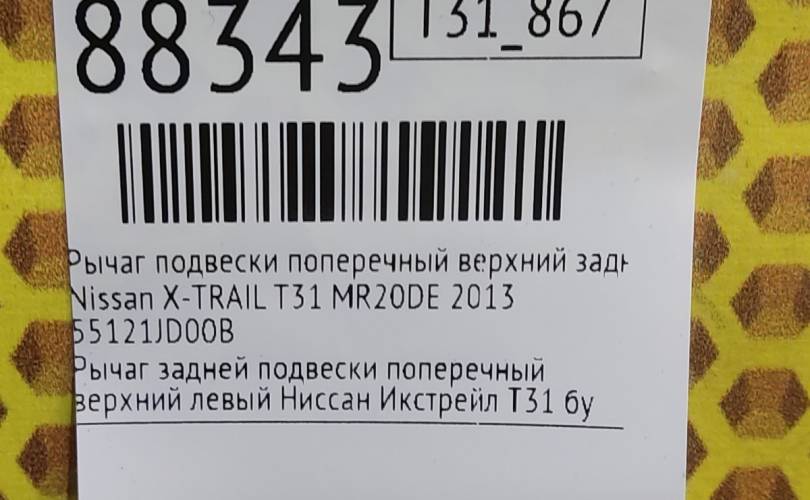 88343
T31_867
Рычаг подвески поперечный верхний задн
Nissan X-TRAIL T31 MR20DE 2013
55121JD00B
Рычаг задней подвески поперечный
верхний левый Ниссан Икстрейл Т31 бу